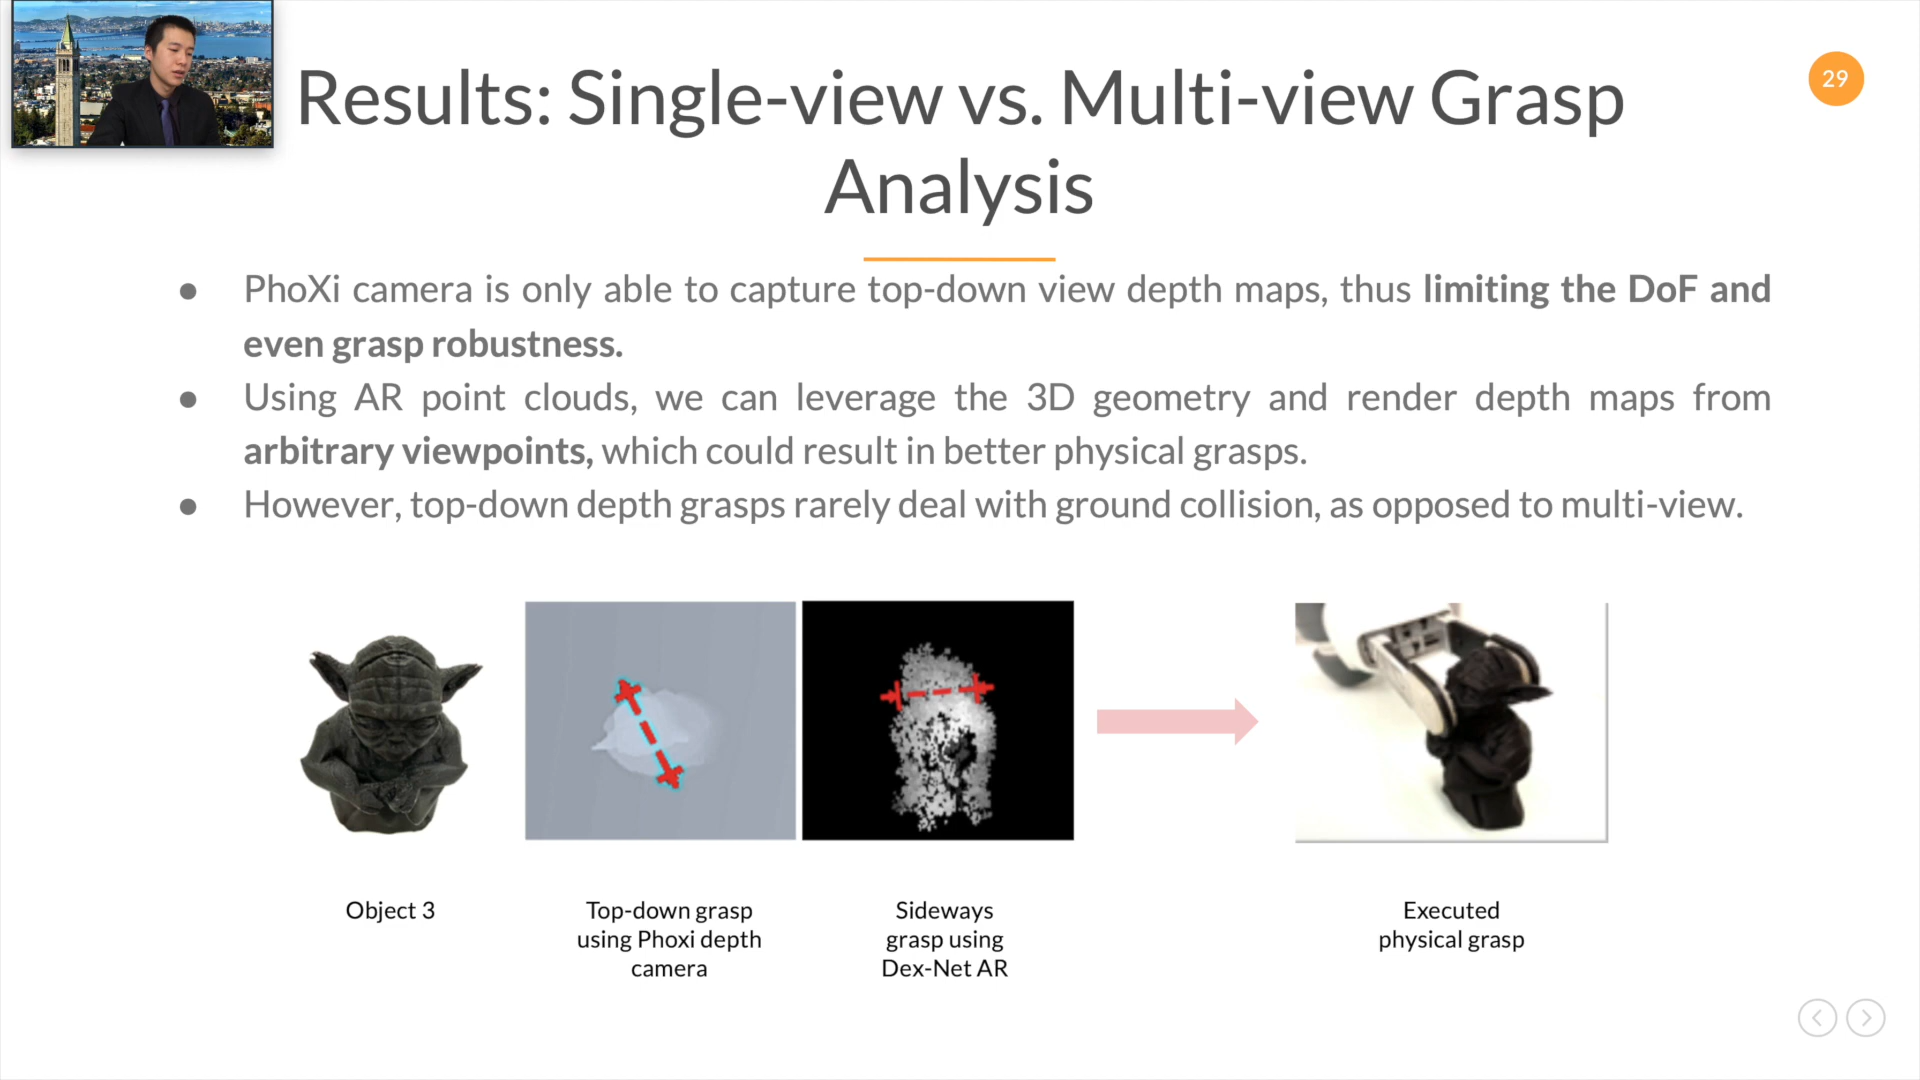 Results: Single-view vs. Multi-view Grasp
Analysis
29
● PhoXi camera is only able to capture top-down view depth maps, thus limiting the DoF and
even grasp robustness.
● Using AR point clouds, we can leverage the 3D geometry and render depth maps from
arbitrary viewpoints, which could result in better physical grasps.
● However, top-down depth grasps rarely deal with ground collision, as opposed to multi-view.
Object 3
Top-down grasp
using Phoxi depth
camera
Sideways
grasp using
Dex-Net AR
Executed
physical grasp